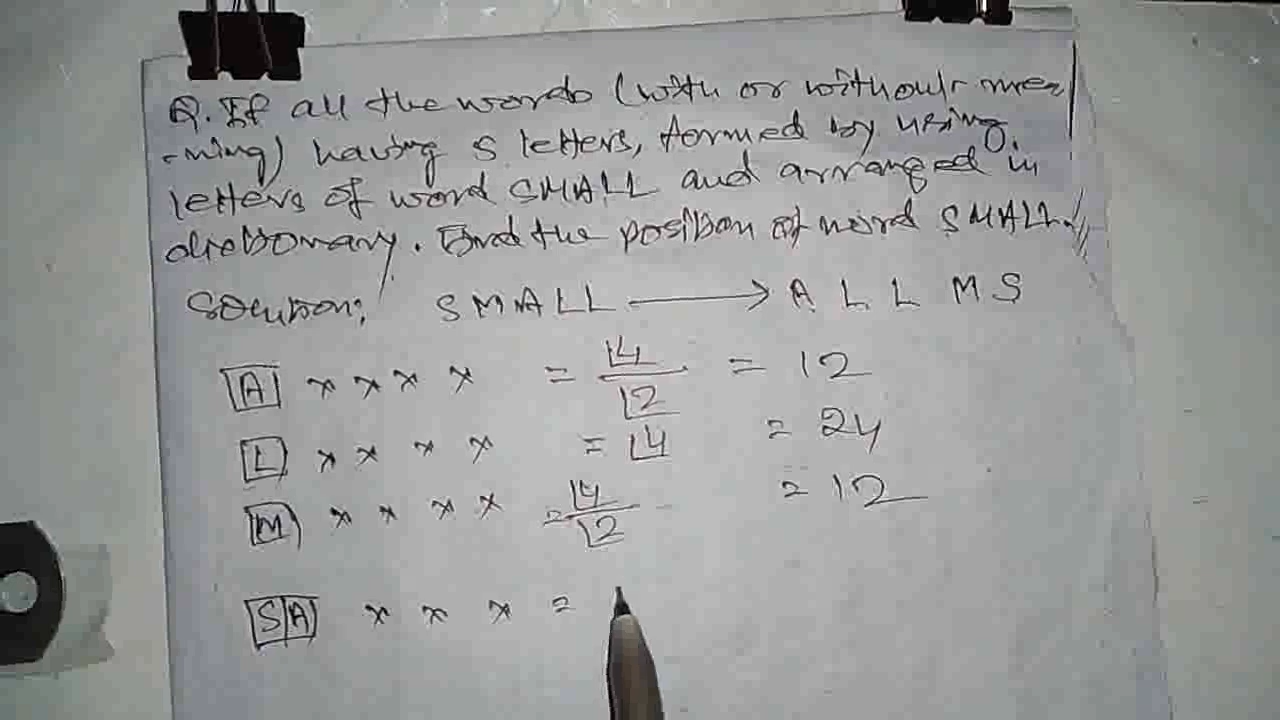 Q. If all the words (with or without mea
-ning) having 5 letters, formed by using
letters of word SMALL and arranged in
dictionary. Find the position of word SMALL.
Solution: SMALL → A L L M S
A × × × × = ⌊4 / ⌊2 = 12
L × × × × = ⌊4 = 24
M × × × × = ⌊4 / ⌊2 = 12
S A × × × =